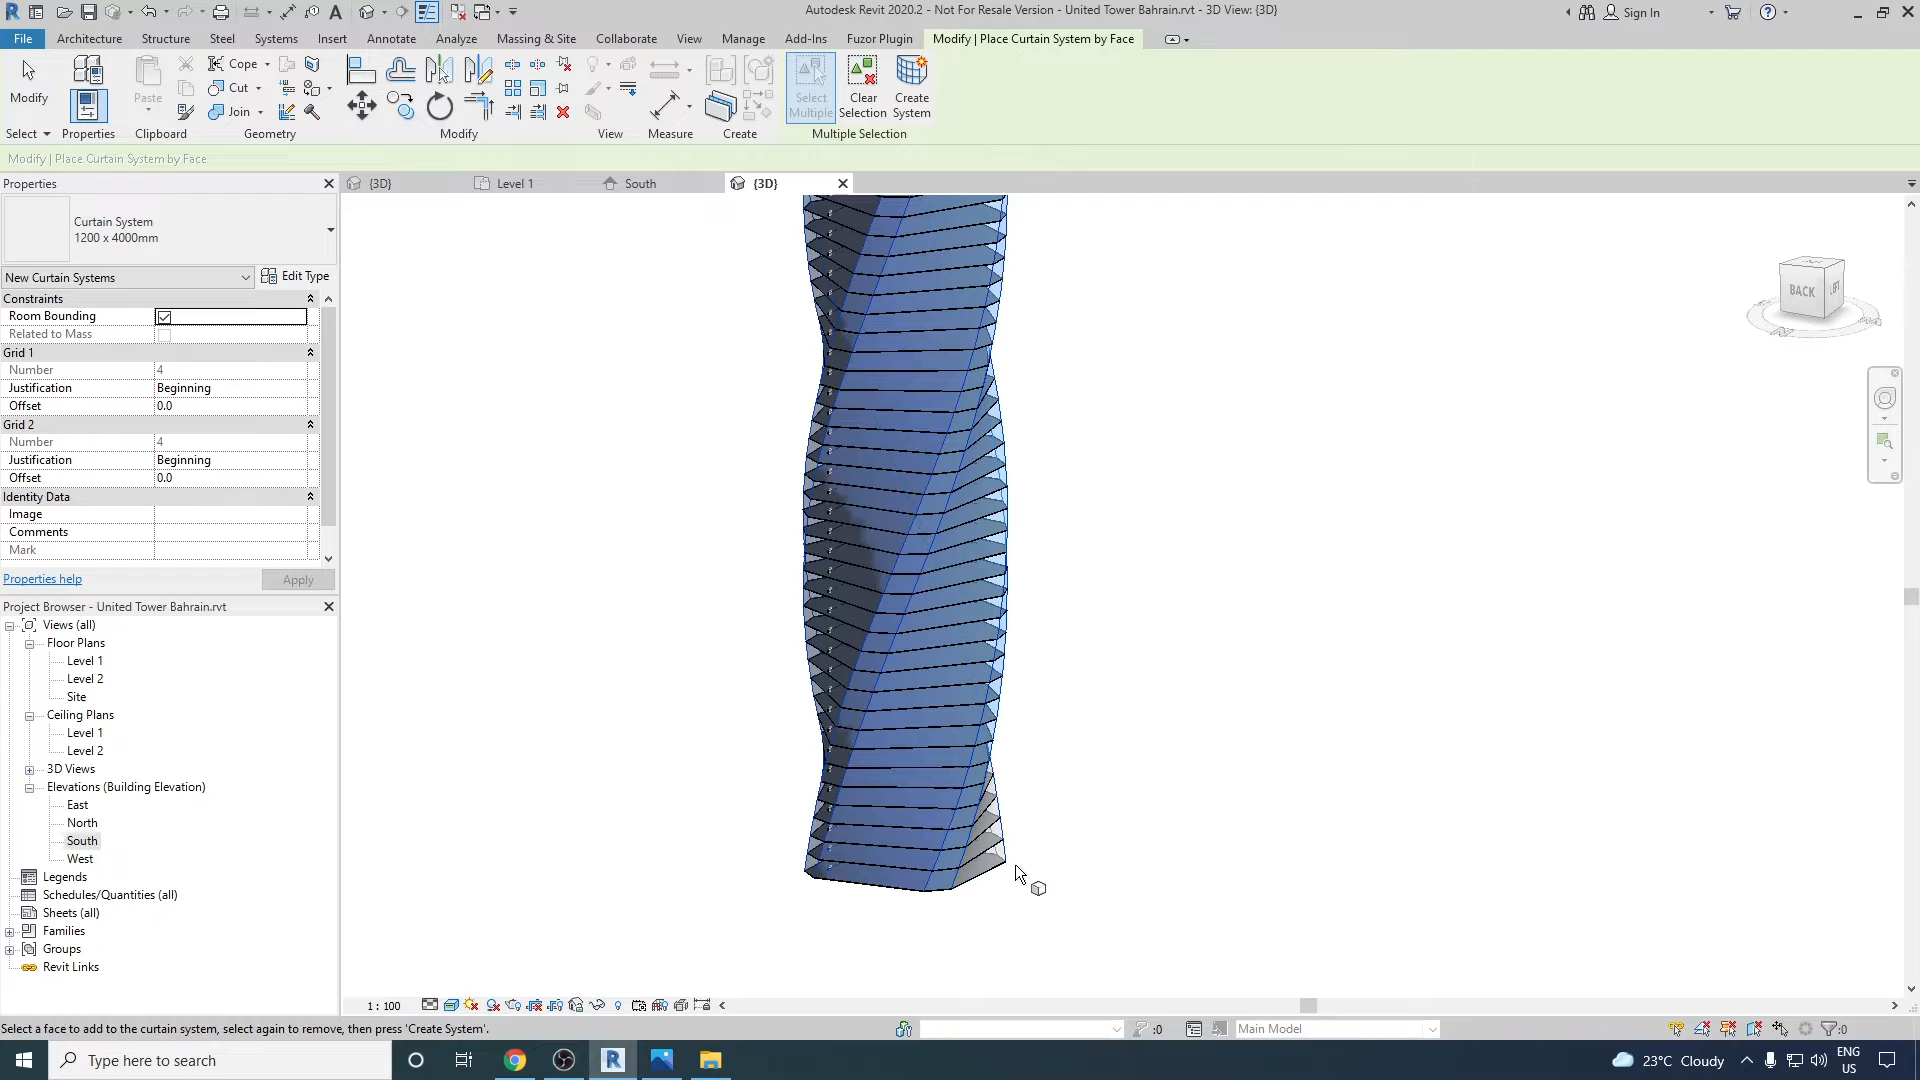 Autodesk Revit 2020.2 - Not For Resale Version - United Tower Bahrain.rvt - 3D View: {3D}
Sign In
File Architecture Structure Steel Systems Insert Annotate Analyze Massing & Site Collaborate View Manage Add-Ins Fuzor Plugin Modify | Place Curtain System by Face
Modify
Paste
Cope
Cut
Join
Select Multiple
Clear Selection
Create System
Select Properties Clipboard Geometry Modify View Measure Create Multiple Selection
Modify | Place Curtain System by Face
Properties
{3D} Level 1 South {3D}
Curtain System
1200 x 4000mm
New Curtain Systems Edit Type
Constraints
Room Bounding
Related to Mass
Grid 1
Number 4
Justification Beginning
Offset 0.0
Grid 2
Number 4
Justification Beginning
Offset 0.0
Identity Data
Image
Comments
Mark
Properties help Apply
Project Browser - United Tower Bahrain.rvt
Views (all)
Floor Plans
Level 1
Level 2
Site
Ceiling Plans
Level 1
Level 2
3D Views
Elevations (Building Elevation)
East
North
South
West
Legends
Schedules/Quantities (all)
Sheets (all)
Families
Groups
Revit Links
BACK
LEFT
1 : 100
Select a face to add to the curtain system, select again to remove, then press 'Create System'.
:0
Main Model
:0
Type here to search
23°C Cloudy
ENG
US